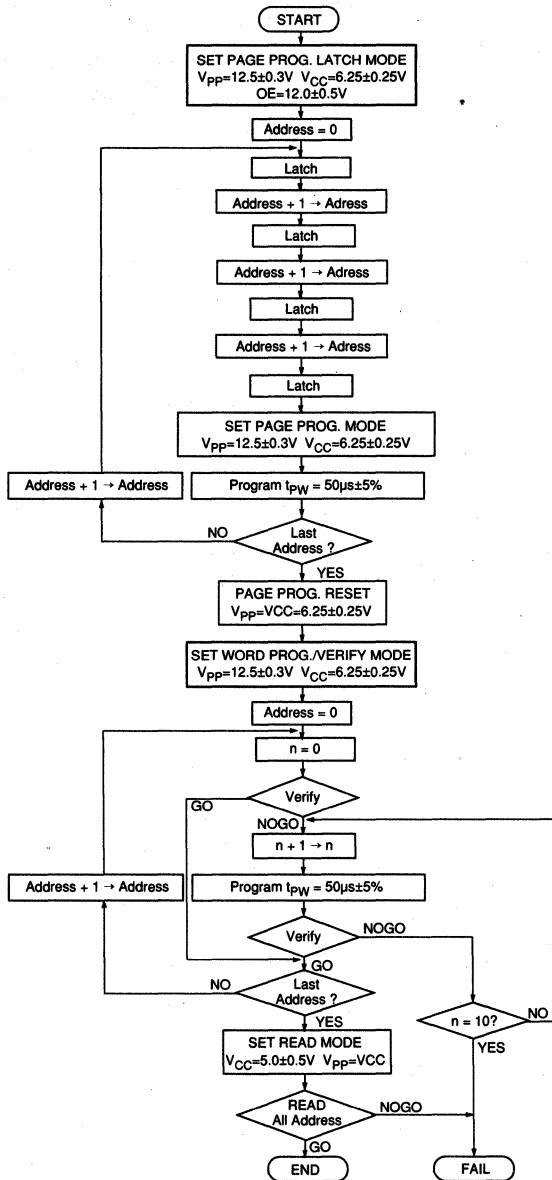 START
SET PAGE PROG. LATCH MODE
VPP=12.5±0.3V VCC=6.25±0.25V
OE=12.0±0.5V
Address = 0
Latch
Address + 1 → Adress
Latch
Address + 1 → Adress
Latch
Address + 1 → Adress
Latch
SET PAGE PROG. MODE
VPP=12.5±0.3V VCC=6.25±0.25V
Address + 1 → Address
Program tPW = 50µs±5%
NO
Last
Address ?
YES
PAGE PROG. RESET
VPP=VCC=6.25±0.25V
SET WORD PROG./VERIFY MODE
VPP=12.5±0.3V VCC=6.25±0.25V
Address = 0
n = 0
Verify
GO
NOGO
n + 1 → n
Address + 1 → Address
Program tPW = 50µs±5%
Verify
NOGO
GO
NO
Last
Address ?
YES
n = 10?
NO
YES
SET READ MODE
VCC=5.0±0.5V VPP=VCC
READ
All Address
NOGO
GO
END
FAIL